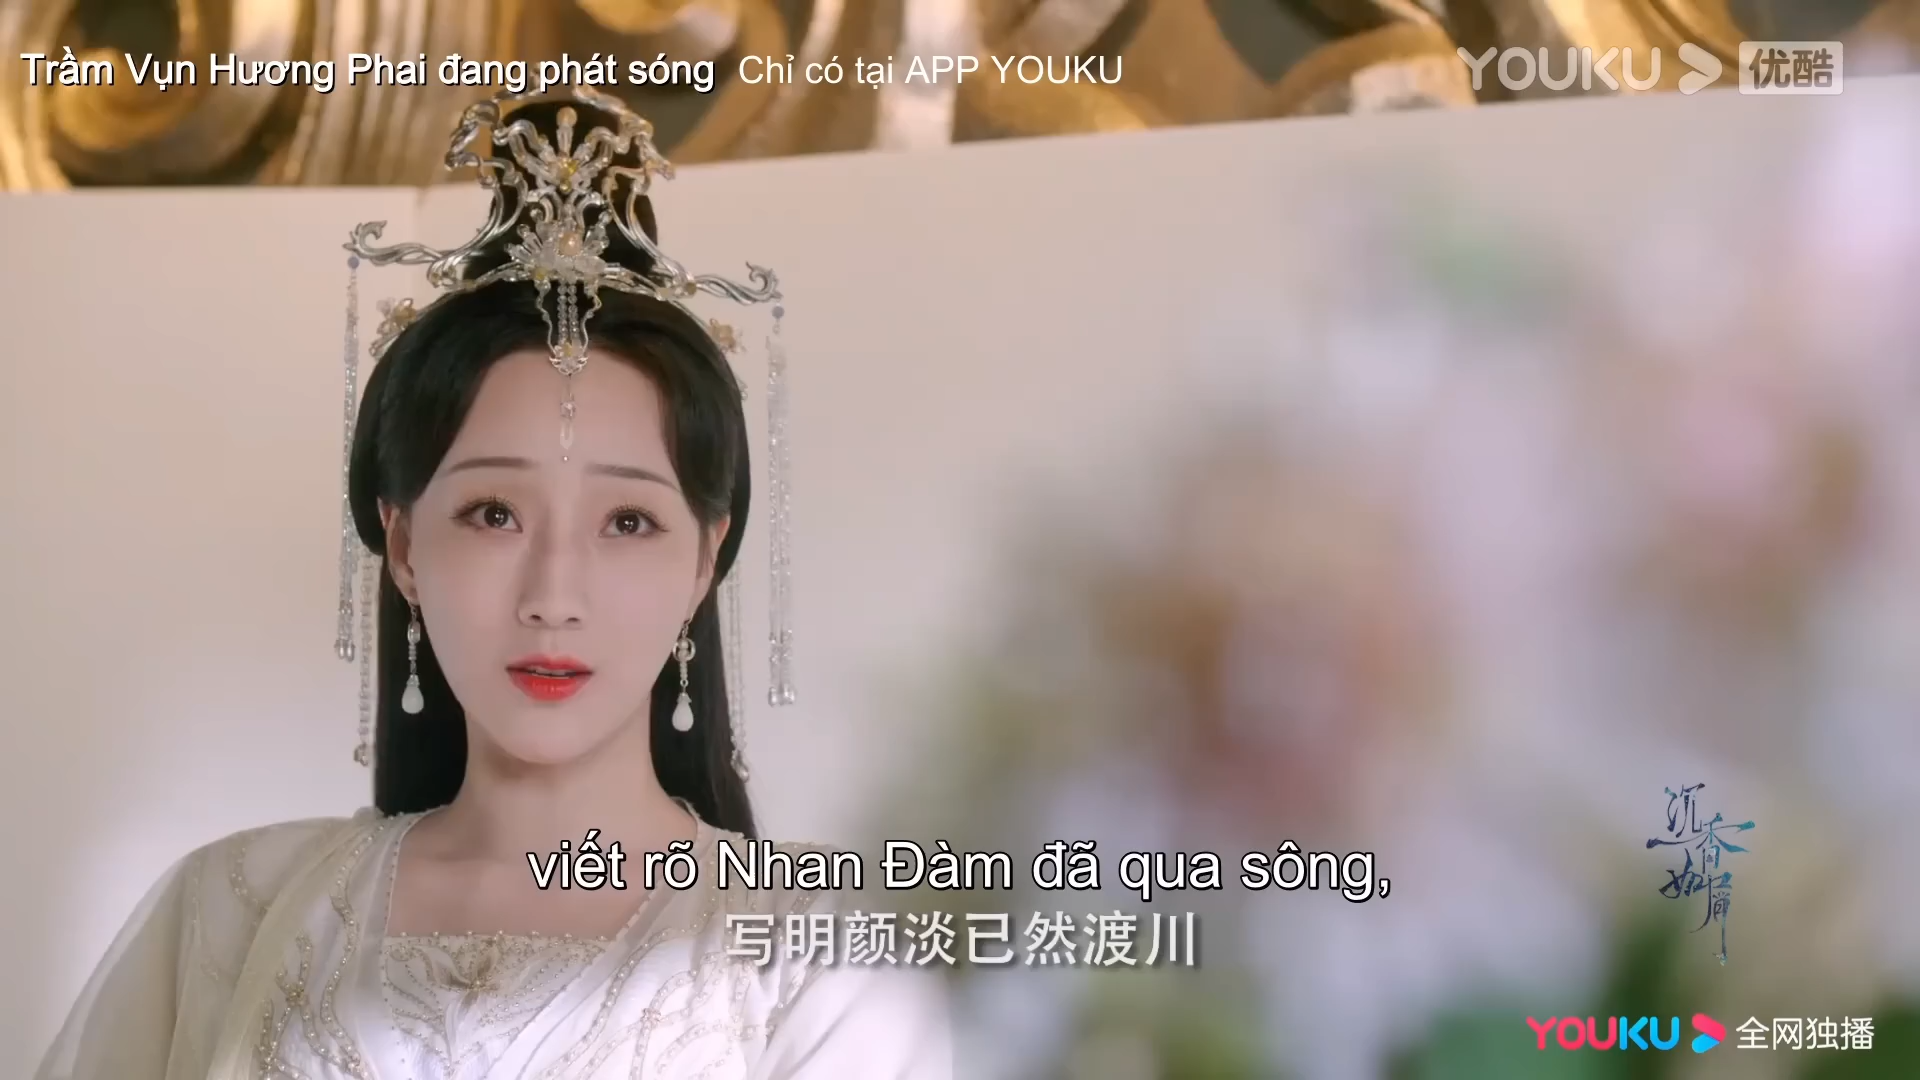 Trầm Vụn Hương Phai đang phát sóng Chỉ có tại APP YOUKU
YOUKU 优酷
viết rõ Nhan Đàm đã qua sông,
写明颜淡已然渡川
沉香如屑
YOUKU 全网独播